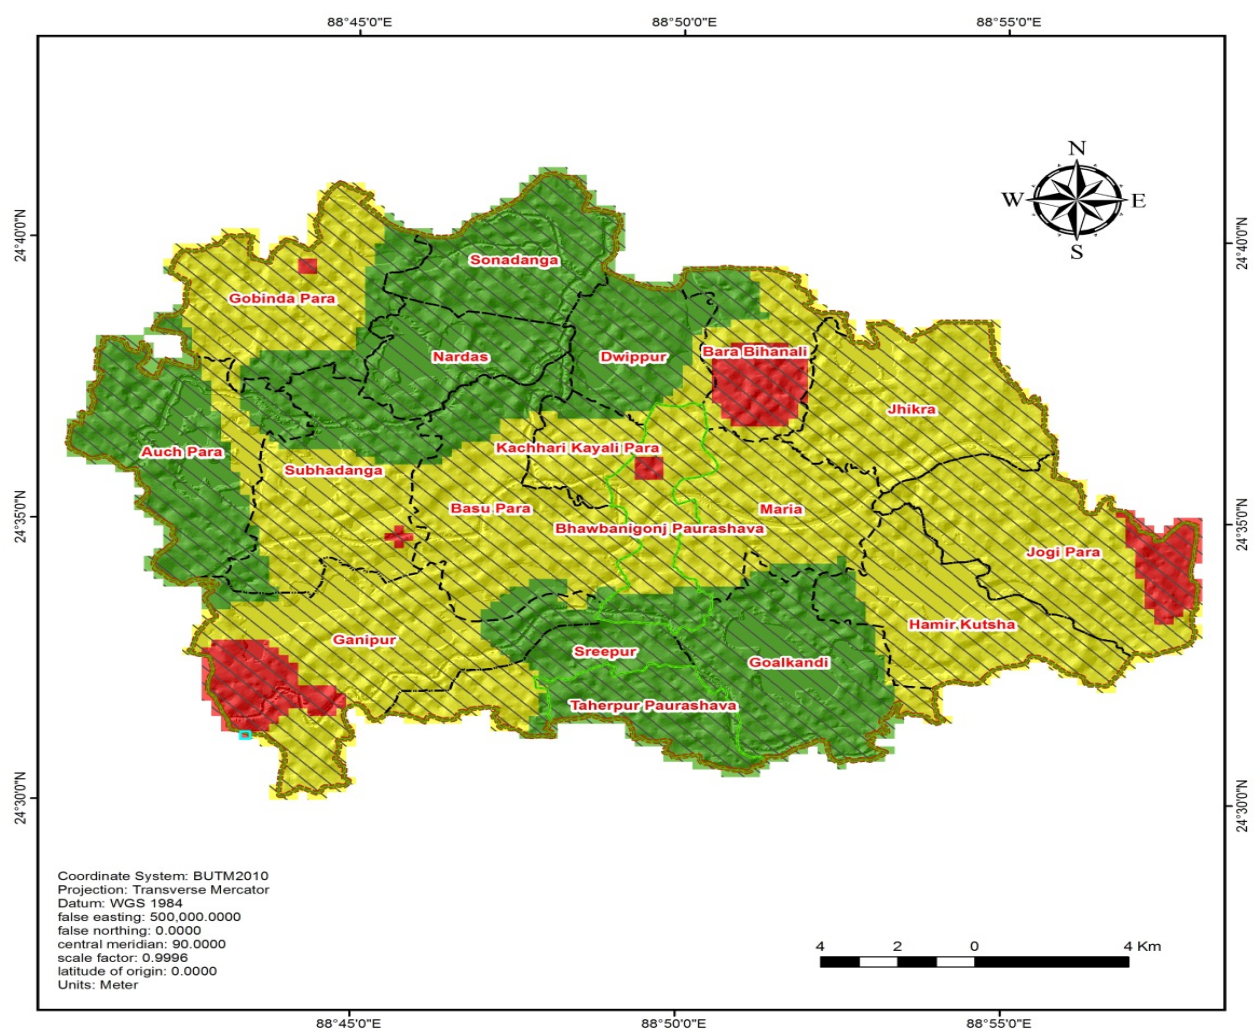 88°45'0"E
88°50'0"E
88°55'0"E
N
W
E
S
24°40'0"N
24°40'0"N
Sonadanga
Gobinda Para
Nardas
Dwippur
Bara Bihanali
Jhikra
Auch Para
Kachhari Kayali Para
Subhadanga
Basu Para
Maria
24°35'0"N
24°35'0"N
Bhawbanigonj Paurashava
Jogi Para
Hamir Kutsha
Ganipur
Sreepur
Goalkandi
Taherpur Paurashava
24°30'0"N
24°30'0"N
Coordinate System: BUTM2010
Projection: Transverse Mercator
Datum: WGS 1984
false easting: 500,000.0000
false northing: 0.0000
central meridian: 90.0000
scale factor: 0.9996
latitude of origin: 0.0000
Units: Meter
4 2 0 4 Km
88°45'0"E
88°50'0"E
88°55'0"E